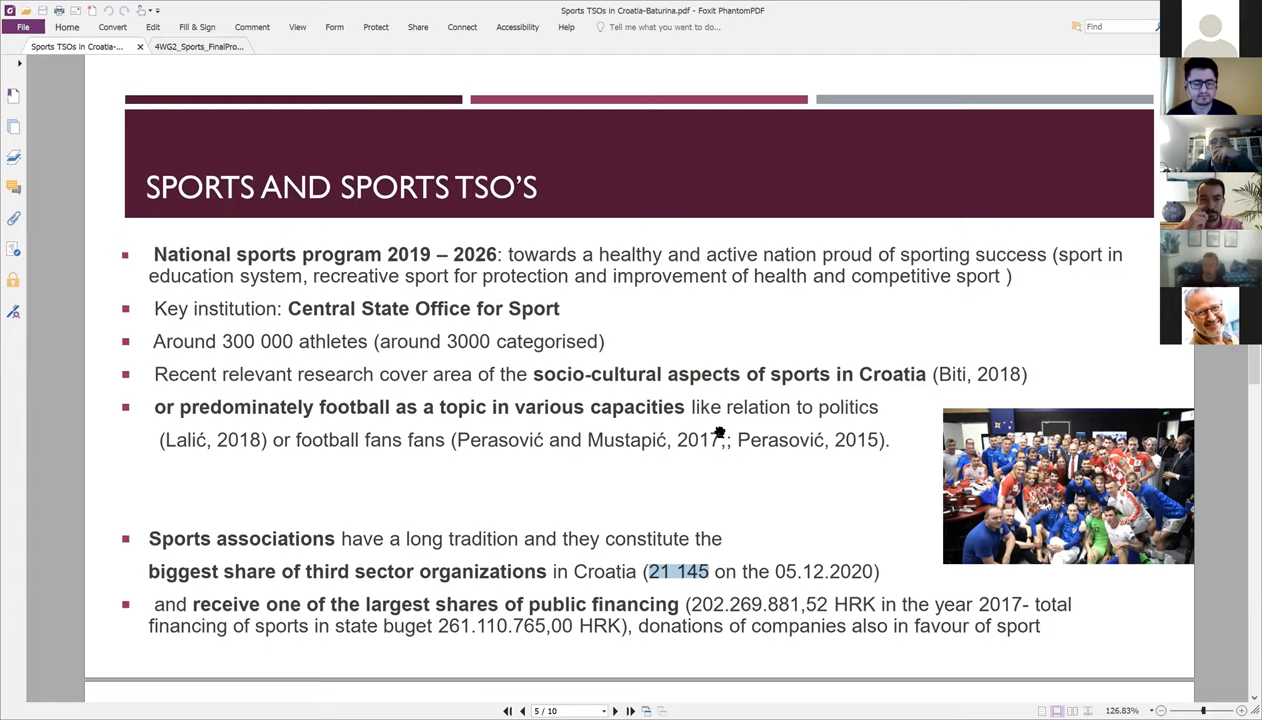 Sports TSOs in Croatia-Baturina.pdf - Foxit PhantomPDF
File Home Convert Edit Fill & Sign Comment View Form Protect Share Connect Accessibility Help Tell me what you want to do... Find
Sports TSOs in Croatia-... 4WG2_Sports_FinalPro...
SPORTS AND SPORTS TSO'S
National sports program 2019 – 2026: towards a healthy and active nation proud of sporting success (sport in
education system, recreative sport for protection and improvement of health and competitive sport )
Key institution: Central State Office for Sport
Around 300 000 athletes (around 3000 categorised)
Recent relevant research cover area of the socio-cultural aspects of sports in Croatia (Biti, 2018)
or predominately football as a topic in various capacities like relation to politics
(Lalić, 2018) or football fans fans (Perasović and Mustapić, 2017,; Perasović, 2015).
Sports associations have a long tradition and they constitute the
biggest share of third sector organizations in Croatia (21 145 on the 05.12.2020)
and receive one of the largest shares of public financing (202.269.881,52 HRK in the year 2017- total
financing of sports in state buget 261.110.765,00 HRK), donations of companies also in favour of sport
5 / 10 126.83%